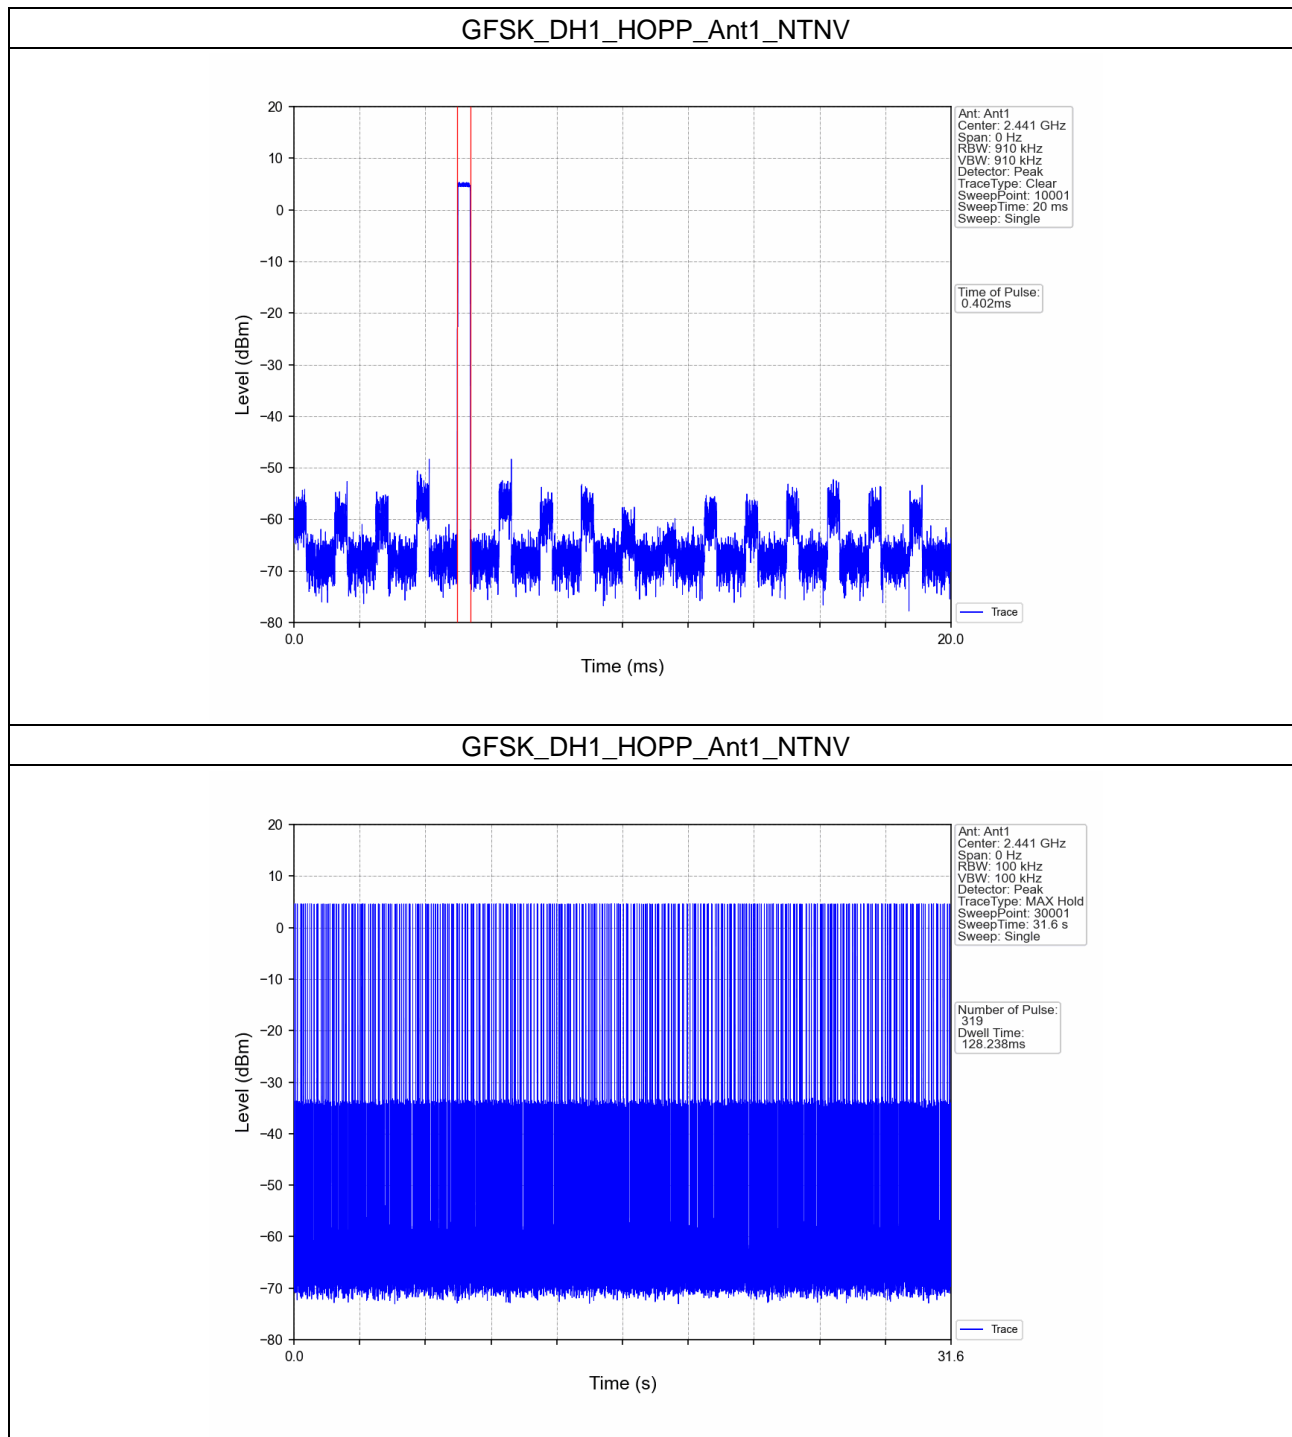 GFSK_DH1_HOPP_Ant1_NTNV
20
10
0
−10
−20
−30
−40
−50
−60
−70
−80
Level (dBm)
0.0
20.0
Time (ms)
Ant: Ant1
Center: 2.441 GHz
Span: 0 Hz
RBW: 910 kHz
VBW: 910 kHz
Detector: Peak
TraceType: Clear
SweepPoint: 10001
SweepTime: 20 ms
Sweep: Single
Time of Pulse:
0.402ms
Trace
GFSK_DH1_HOPP_Ant1_NTNV
20
10
0
−10
−20
−30
−40
−50
−60
−70
−80
Level (dBm)
0.0
31.6
Time (s)
Ant: Ant1
Center: 2.441 GHz
Span: 0 Hz
RBW: 100 kHz
VBW: 100 kHz
Detector: Peak
TraceType: MAX Hold
SweepPoint: 30001
SweepTime: 31.6 s
Sweep: Single
Number of Pulse:
319
Dwell Time:
128.238ms
Trace